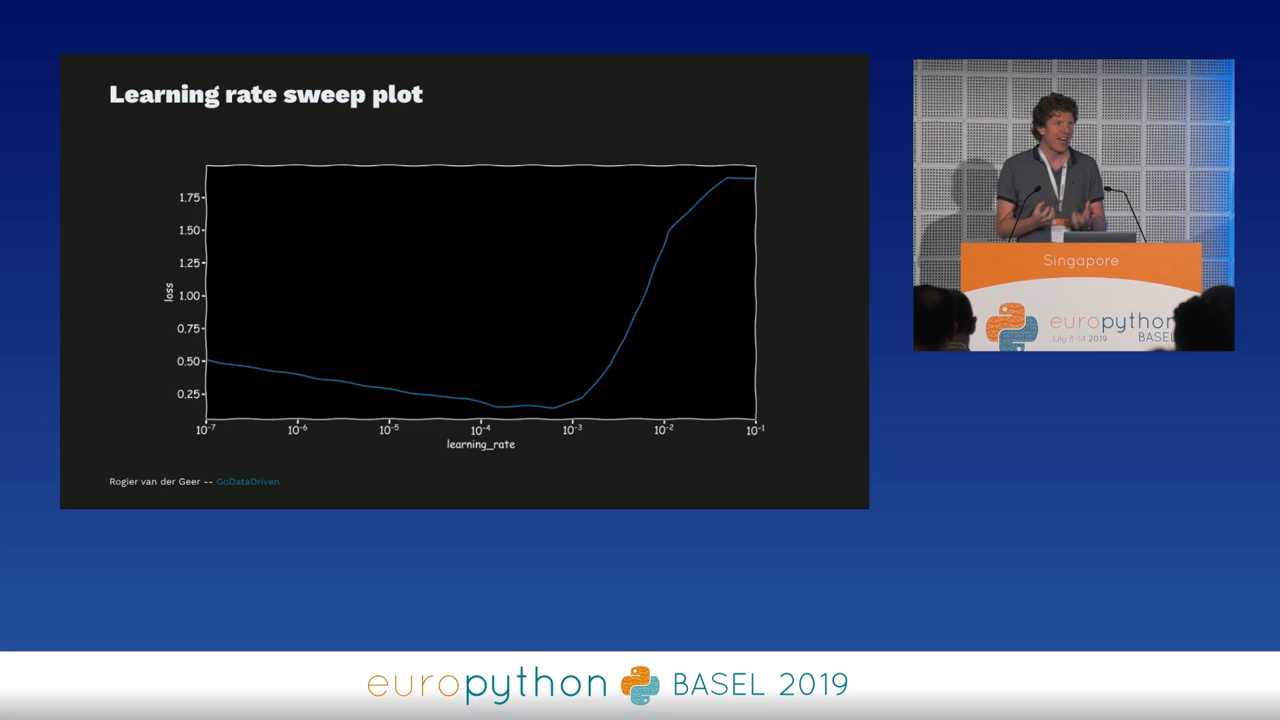 Learning rate sweep plot
1.75
1.50
1.25
1.00
0.75
0.50
0.25
loss
10⁻⁷
10⁻⁶
10⁻⁵
10⁻⁴
10⁻³
10⁻²
10⁻¹
learning_rate
Rogier van der Geer -- GoDataDriven
Singapore
europython
July 8-14 2019 BASEL
europython BASEL 2019